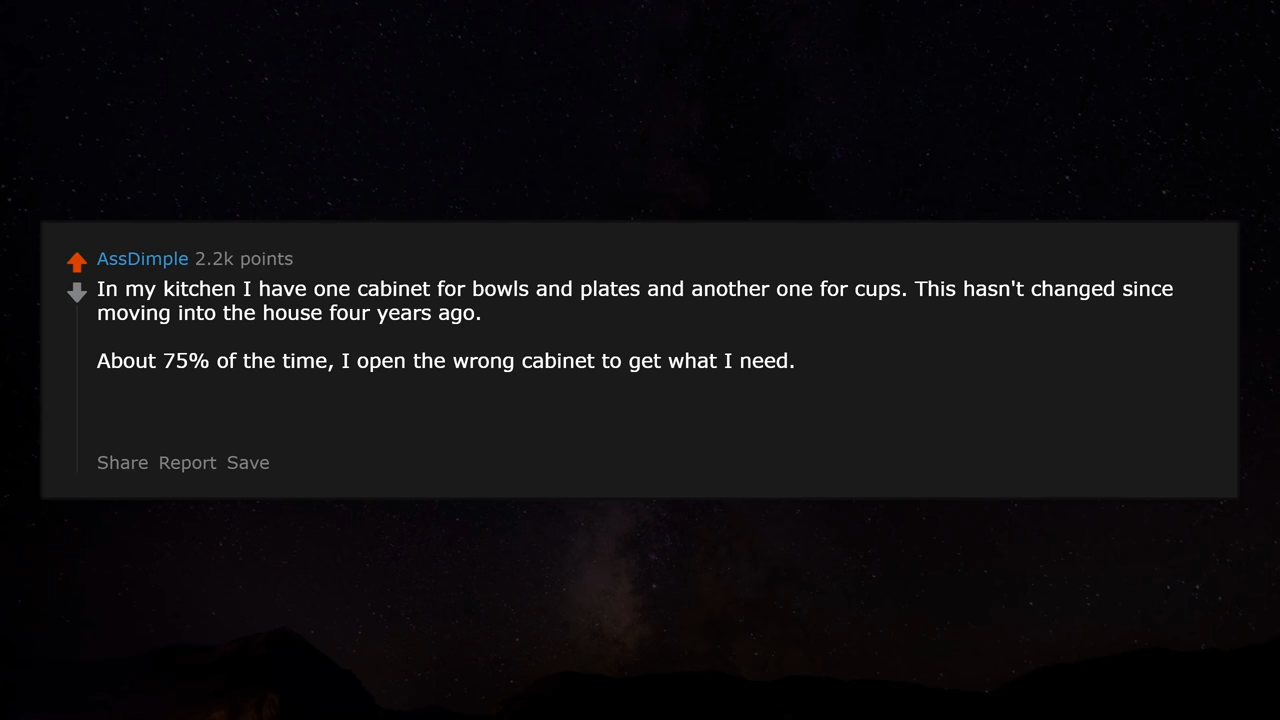 AssDimple 2.2k points
In my kitchen I have one cabinet for bowls and plates and another one for cups. This hasn't changed since
moving into the house four years ago.
About 75% of the time, I open the wrong cabinet to get what I need.
Share Report Save